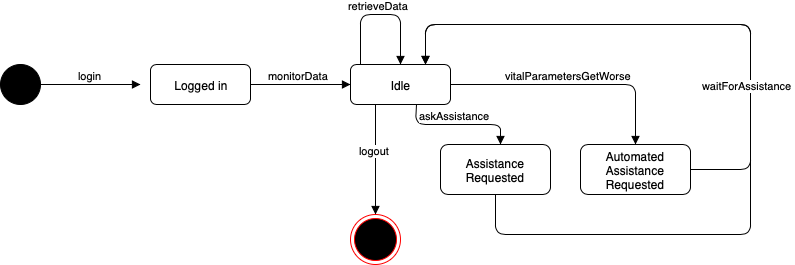 retrieveData
login
Logged in
monitorData
Idle
vitalParametersGetWorse
waitForAssistance
askAssistance
logout
Assistance
Requested
Automated
Assistance
Requested